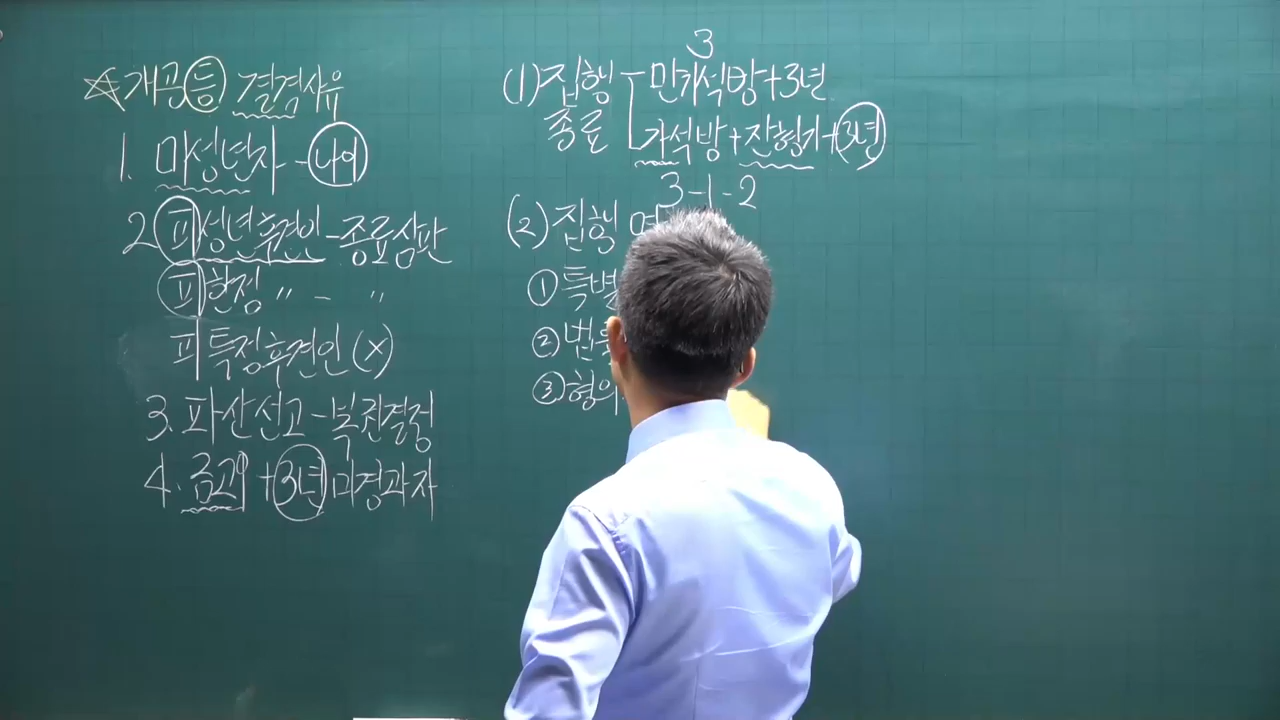 ☆개공등 결격사유
1. 미성년자 - 나이
2 피성년후견인 - 종료심판
피한정 〃 - 〃
피특정후견인 (X)
3. 파산선고 - 복권결정
4. 금고이 + 3년 미경과자
3
(1) 집행 만기석방+3년
종료 가석방+잔형기+3년
3-1-2
(2) 집행
① 특별
②
③ 형의